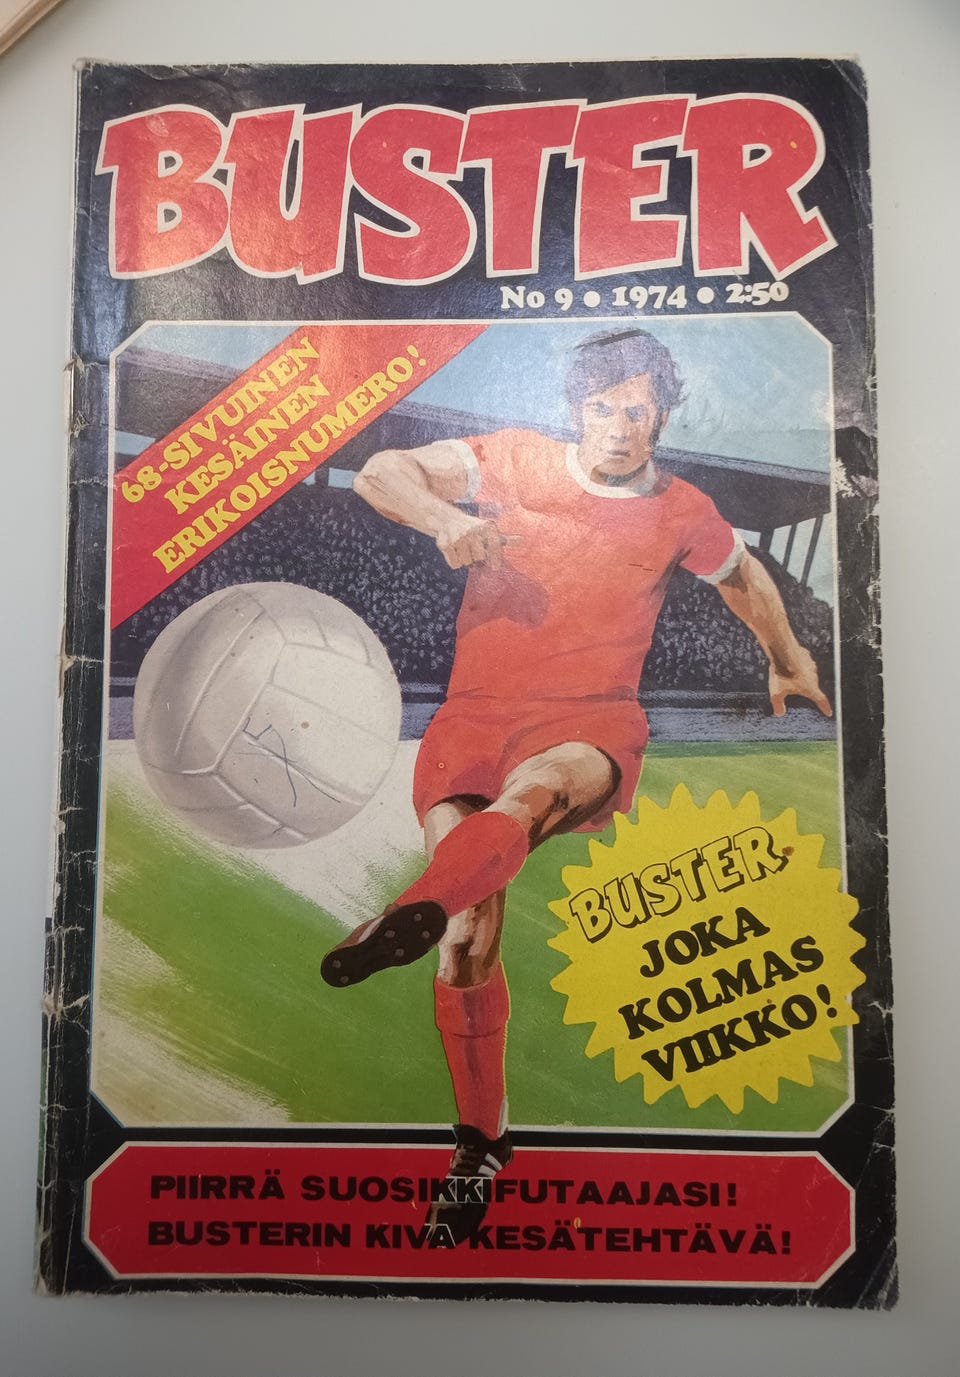 BUSTER
No 9 • 1974 • 2:50
68-SIVUINEN
KESÄINEN
ERIKOISNUMERO!
BUSTER
JOKA
KOLMAS
VIIKKO!
PIIRRÄ SUOSIKKIFUTAAJASI!
BUSTERIN KIVA KESÄTEHTÄVÄ!